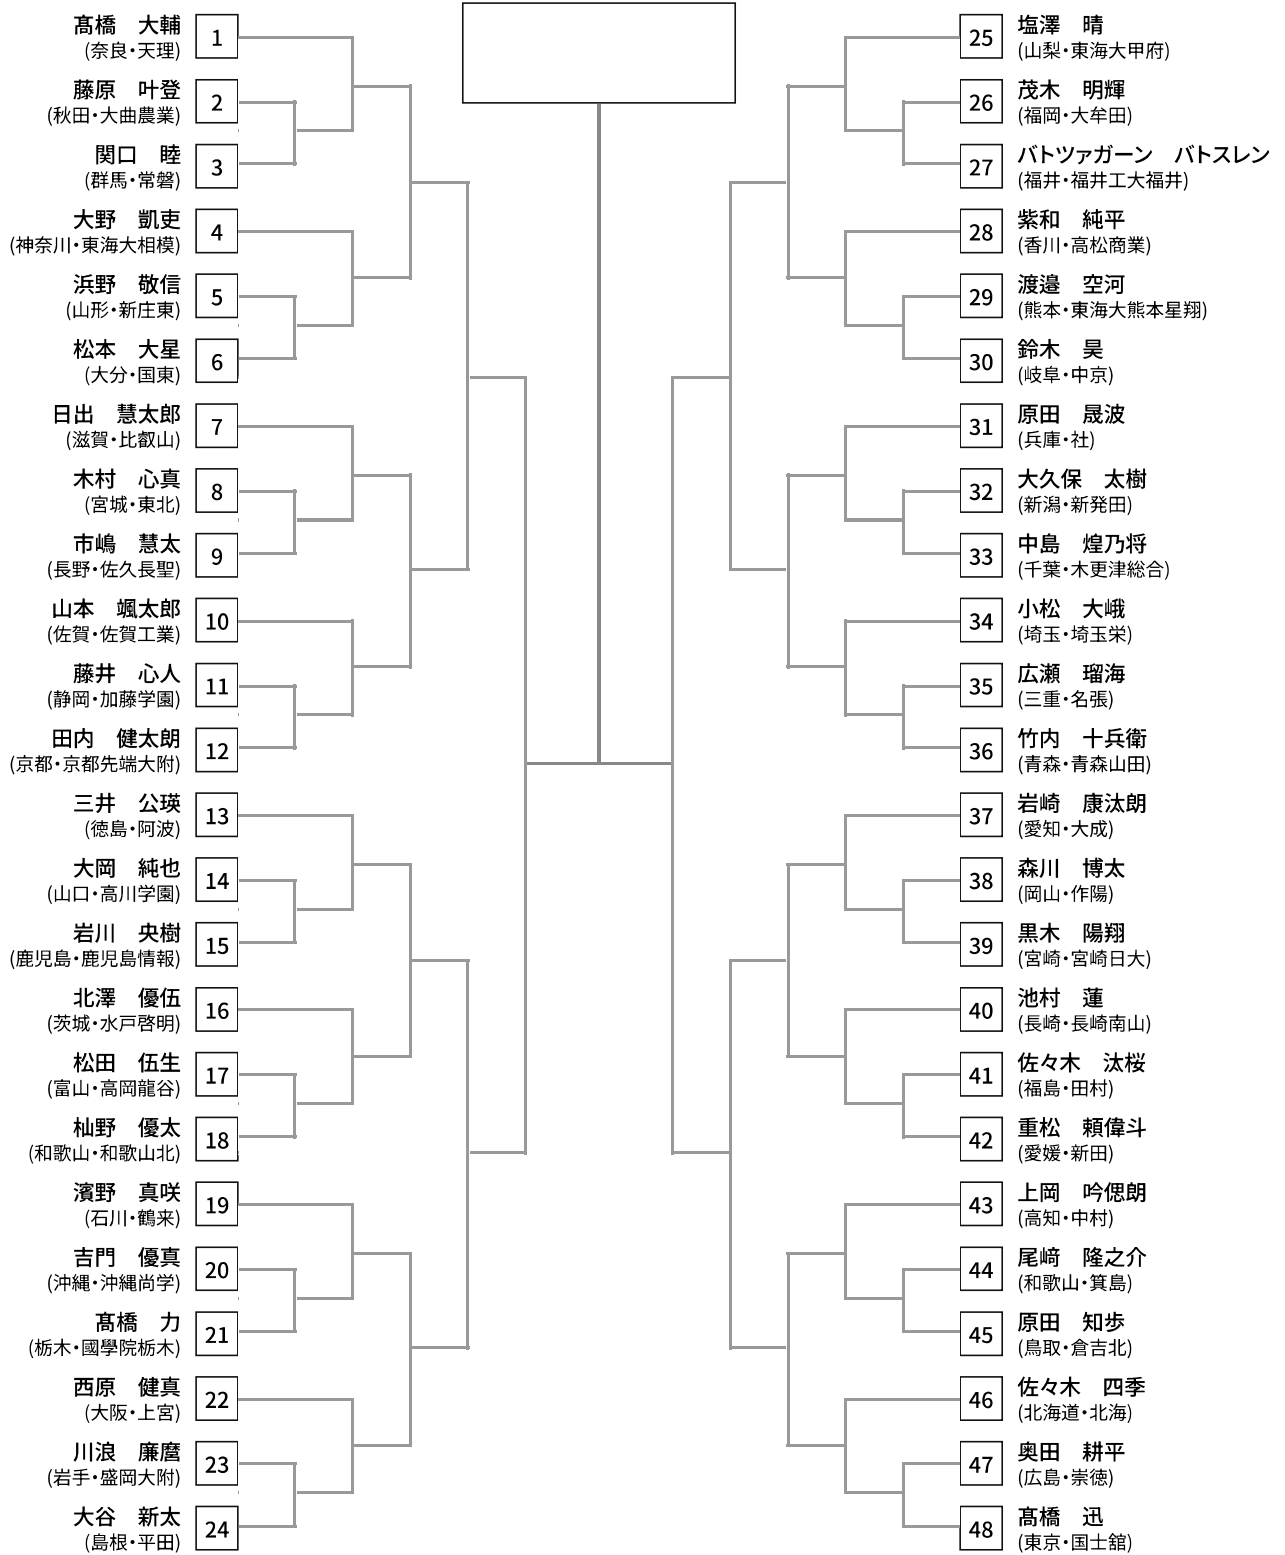 髙橋　大輔
(奈良・天理)
1
藤原　叶登
(秋田・大曲農業)
2
関口　睦
(群馬・常磐)
3
大野　凱吏
(神奈川・東海大相模)
4
浜野　敬信
(山形・新庄東)
5
松本　大星
(大分・国東)
6
日出　慧太郎
(滋賀・比叡山)
7
木村　心真
(宮城・東北)
8
市嶋　慧太
(長野・佐久長聖)
9
山本　颯太郎
(佐賀・佐賀工業)
10
藤井　心人
(静岡・加藤学園)
11
田内　健太朗
(京都・京都先端大附)
12
三井　公瑛
(徳島・阿波)
13
大岡　純也
(山口・高川学園)
14
岩川　央樹
(鹿児島・鹿児島情報)
15
北澤　優伍
(茨城・水戸啓明)
16
松田　伍生
(富山・高岡龍谷)
17
杣野　優太
(和歌山・和歌山北)
18
濱野　真咲
(石川・鶴来)
19
吉門　優真
(沖縄・沖縄尚学)
20
髙橋　力
(栃木・國學院栃木)
21
西原　健真
(大阪・上宮)
22
川浪　廉麿
(岩手・盛岡大附)
23
大谷　新太
(島根・平田)
24
25
塩澤　晴
(山梨・東海大甲府)
26
茂木　明輝
(福岡・大牟田)
27
バトツァガーン　バトスレン
(福井・福井工大福井)
28
紫和　純平
(香川・高松商業)
29
渡邉　空河
(熊本・東海大熊本星翔)
30
鈴木　昊
(岐阜・中京)
31
原田　晟波
(兵庫・社)
32
大久保　太樹
(新潟・新発田)
33
中島　煌乃将
(千葉・木更津総合)
34
小松　大峨
(埼玉・埼玉栄)
35
広瀬　瑠海
(三重・名張)
36
竹内　十兵衛
(青森・青森山田)
37
岩崎　康汰朗
(愛知・大成)
38
森川　博太
(岡山・作陽)
39
黒木　陽翔
(宮崎・宮崎日大)
40
池村　蓮
(長崎・長崎南山)
41
佐々木　汰桜
(福島・田村)
42
重松　頼偉斗
(愛媛・新田)
43
上岡　吟偲朗
(高知・中村)
44
尾﨑　隆之介
(和歌山・箕島)
45
原田　知歩
(鳥取・倉吉北)
46
佐々木　四季
(北海道・北海)
47
奥田　耕平
(広島・崇徳)
48
髙橋　迅
(東京・国士舘)